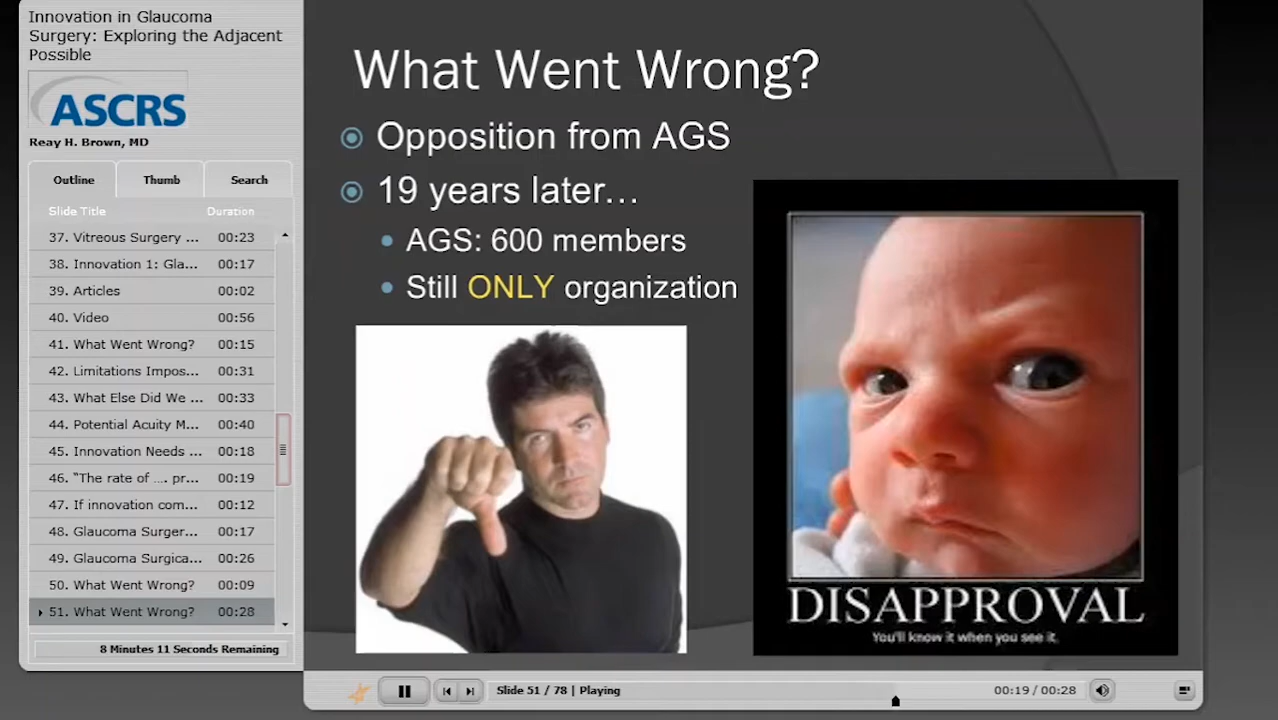 Innovation in Glaucoma
Surgery: Exploring the Adjacent
Possible
ASCRS
Reay H. Brown, MD
Outline Thumb Search
Slide Title Duration
37. Vitreous Surgery ... 00:23
38. Innovation 1: Gla... 00:17
39. Articles 00:02
40. Video 00:56
41. What Went Wrong? 00:15
42. Limitations Impos... 00:31
43. What Else Did We ... 00:33
44. Potential Acuity M... 00:40
45. Innovation Needs ... 00:18
46. “The rate of …. pr... 00:19
47. If innovation com... 00:12
48. Glaucoma Surger... 00:17
49. Glaucoma Surgica... 00:26
50. What Went Wrong? 00:09
51. What Went Wrong? 00:28
8 Minutes 11 Seconds Remaining
What Went Wrong?
Opposition from AGS
19 years later…
AGS: 600 members
Still ONLY organization
DISAPPROVAL
You'll know it when you see it.
Slide 51 / 78 | Playing
00:19 / 00:28